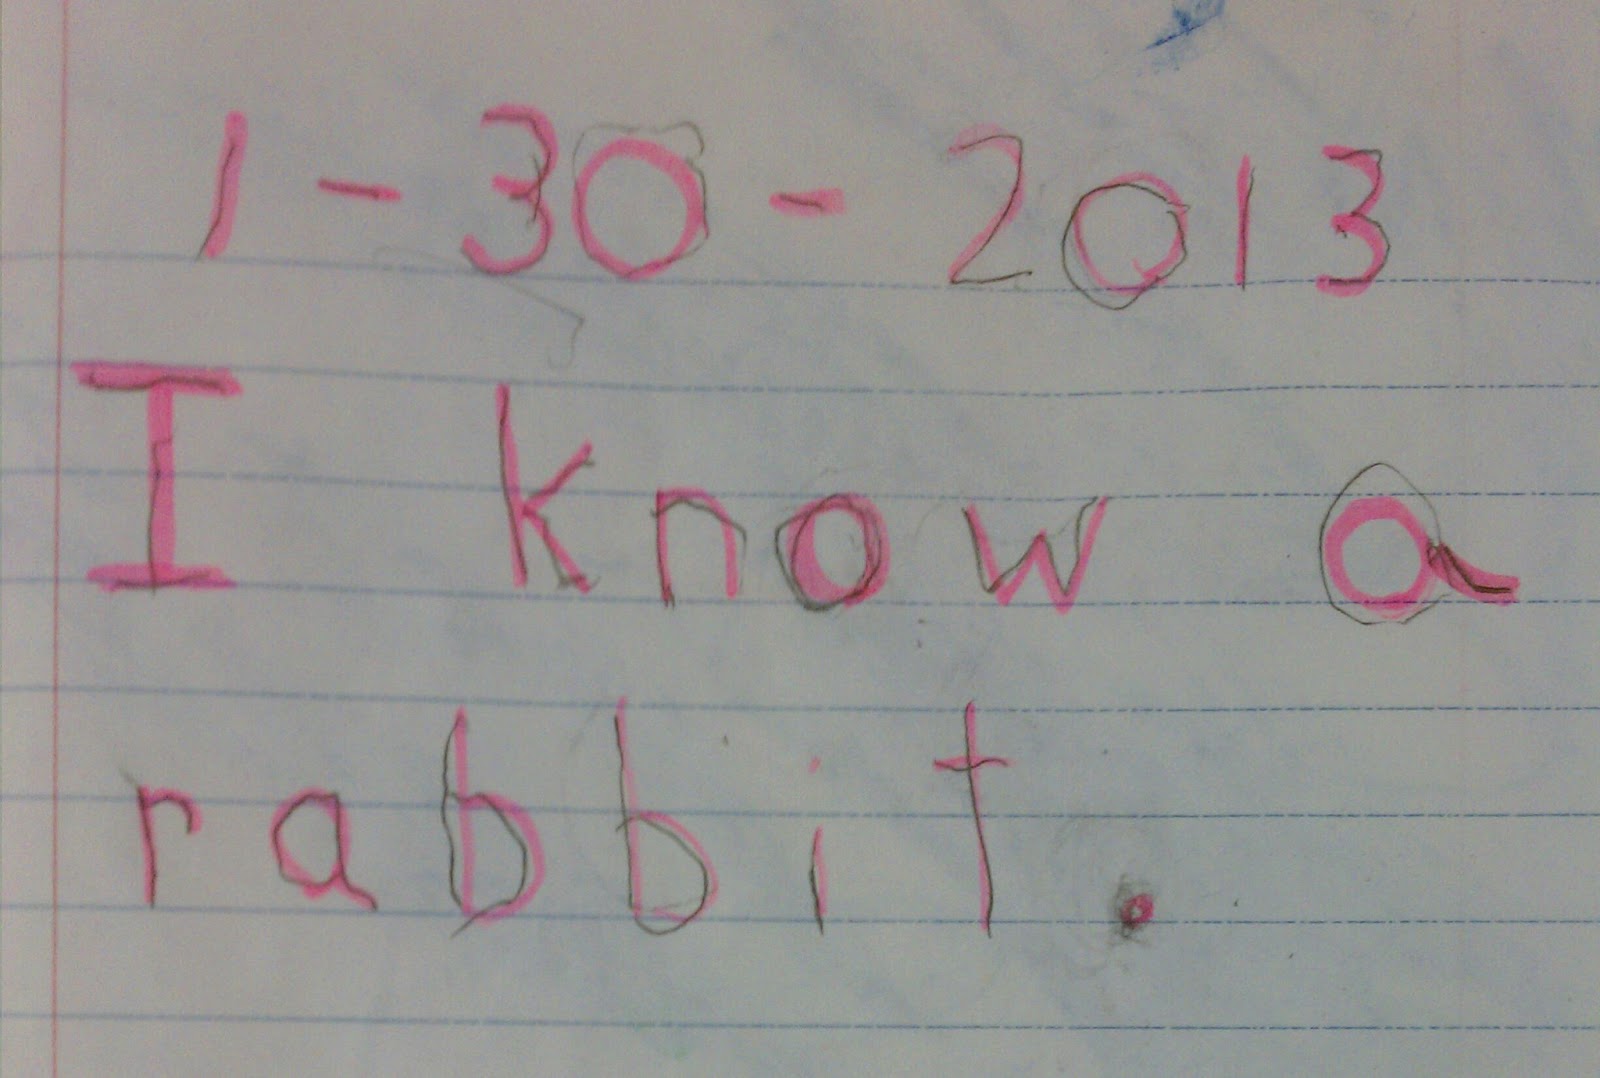 1-30-2013
I know a
rabbit.